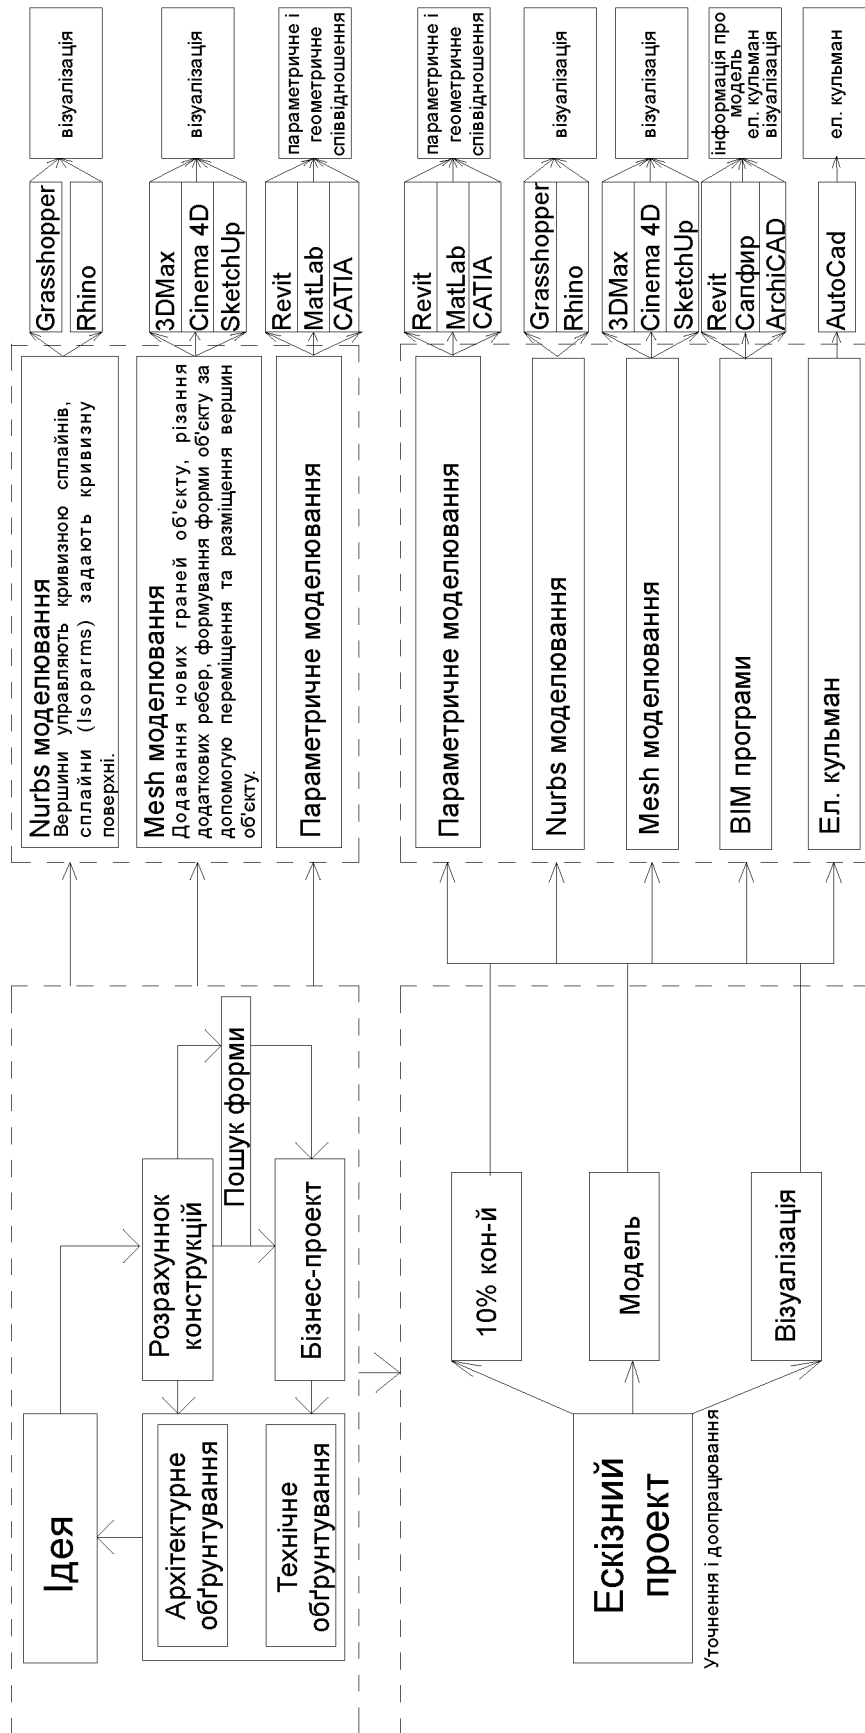 Ідея
Архітектурне
обґрунтування
Технічне
обґрунтування
Розрахуннок
конструкцій
Бізнес-проект
Пошук форми
Nurbs моделювання
Вершини управляють кривизною сплайнів,
сплайни (Isoparms) задають кривизну
поверхні.
Mesh моделювання
Додавання нових граней об'єкту, різання
додаткових ребер, формування форми об'єкту за
допомогою переміщення та разміщення вершин
об'єкту.
Параметричне моделювання
Grasshopper
Rhino
візуалізація
3DMax
Cinema 4D
SketchUp
візуалізація
Revit
MatLab
CATIA
параметричне і
геометричне
співвідношення
Ескізний
проект
Уточнення і доопрацювання
10% кон-й
Модель
Візуалізація
Параметричне моделювання
Nurbs моделювання
Mesh моделювання
BIM програми
Ел. кульман
Revit
MatLab
CATIA
параметричне і
геометричне
співвідношення
Grasshopper
Rhino
візуалізація
3DMax
Cinema 4D
SketchUp
візуалізація
Revit
Сапфир
ArchiCAD
інформація про
модель
ел. кульман
візуалізація
AutoCad
ел. кульман